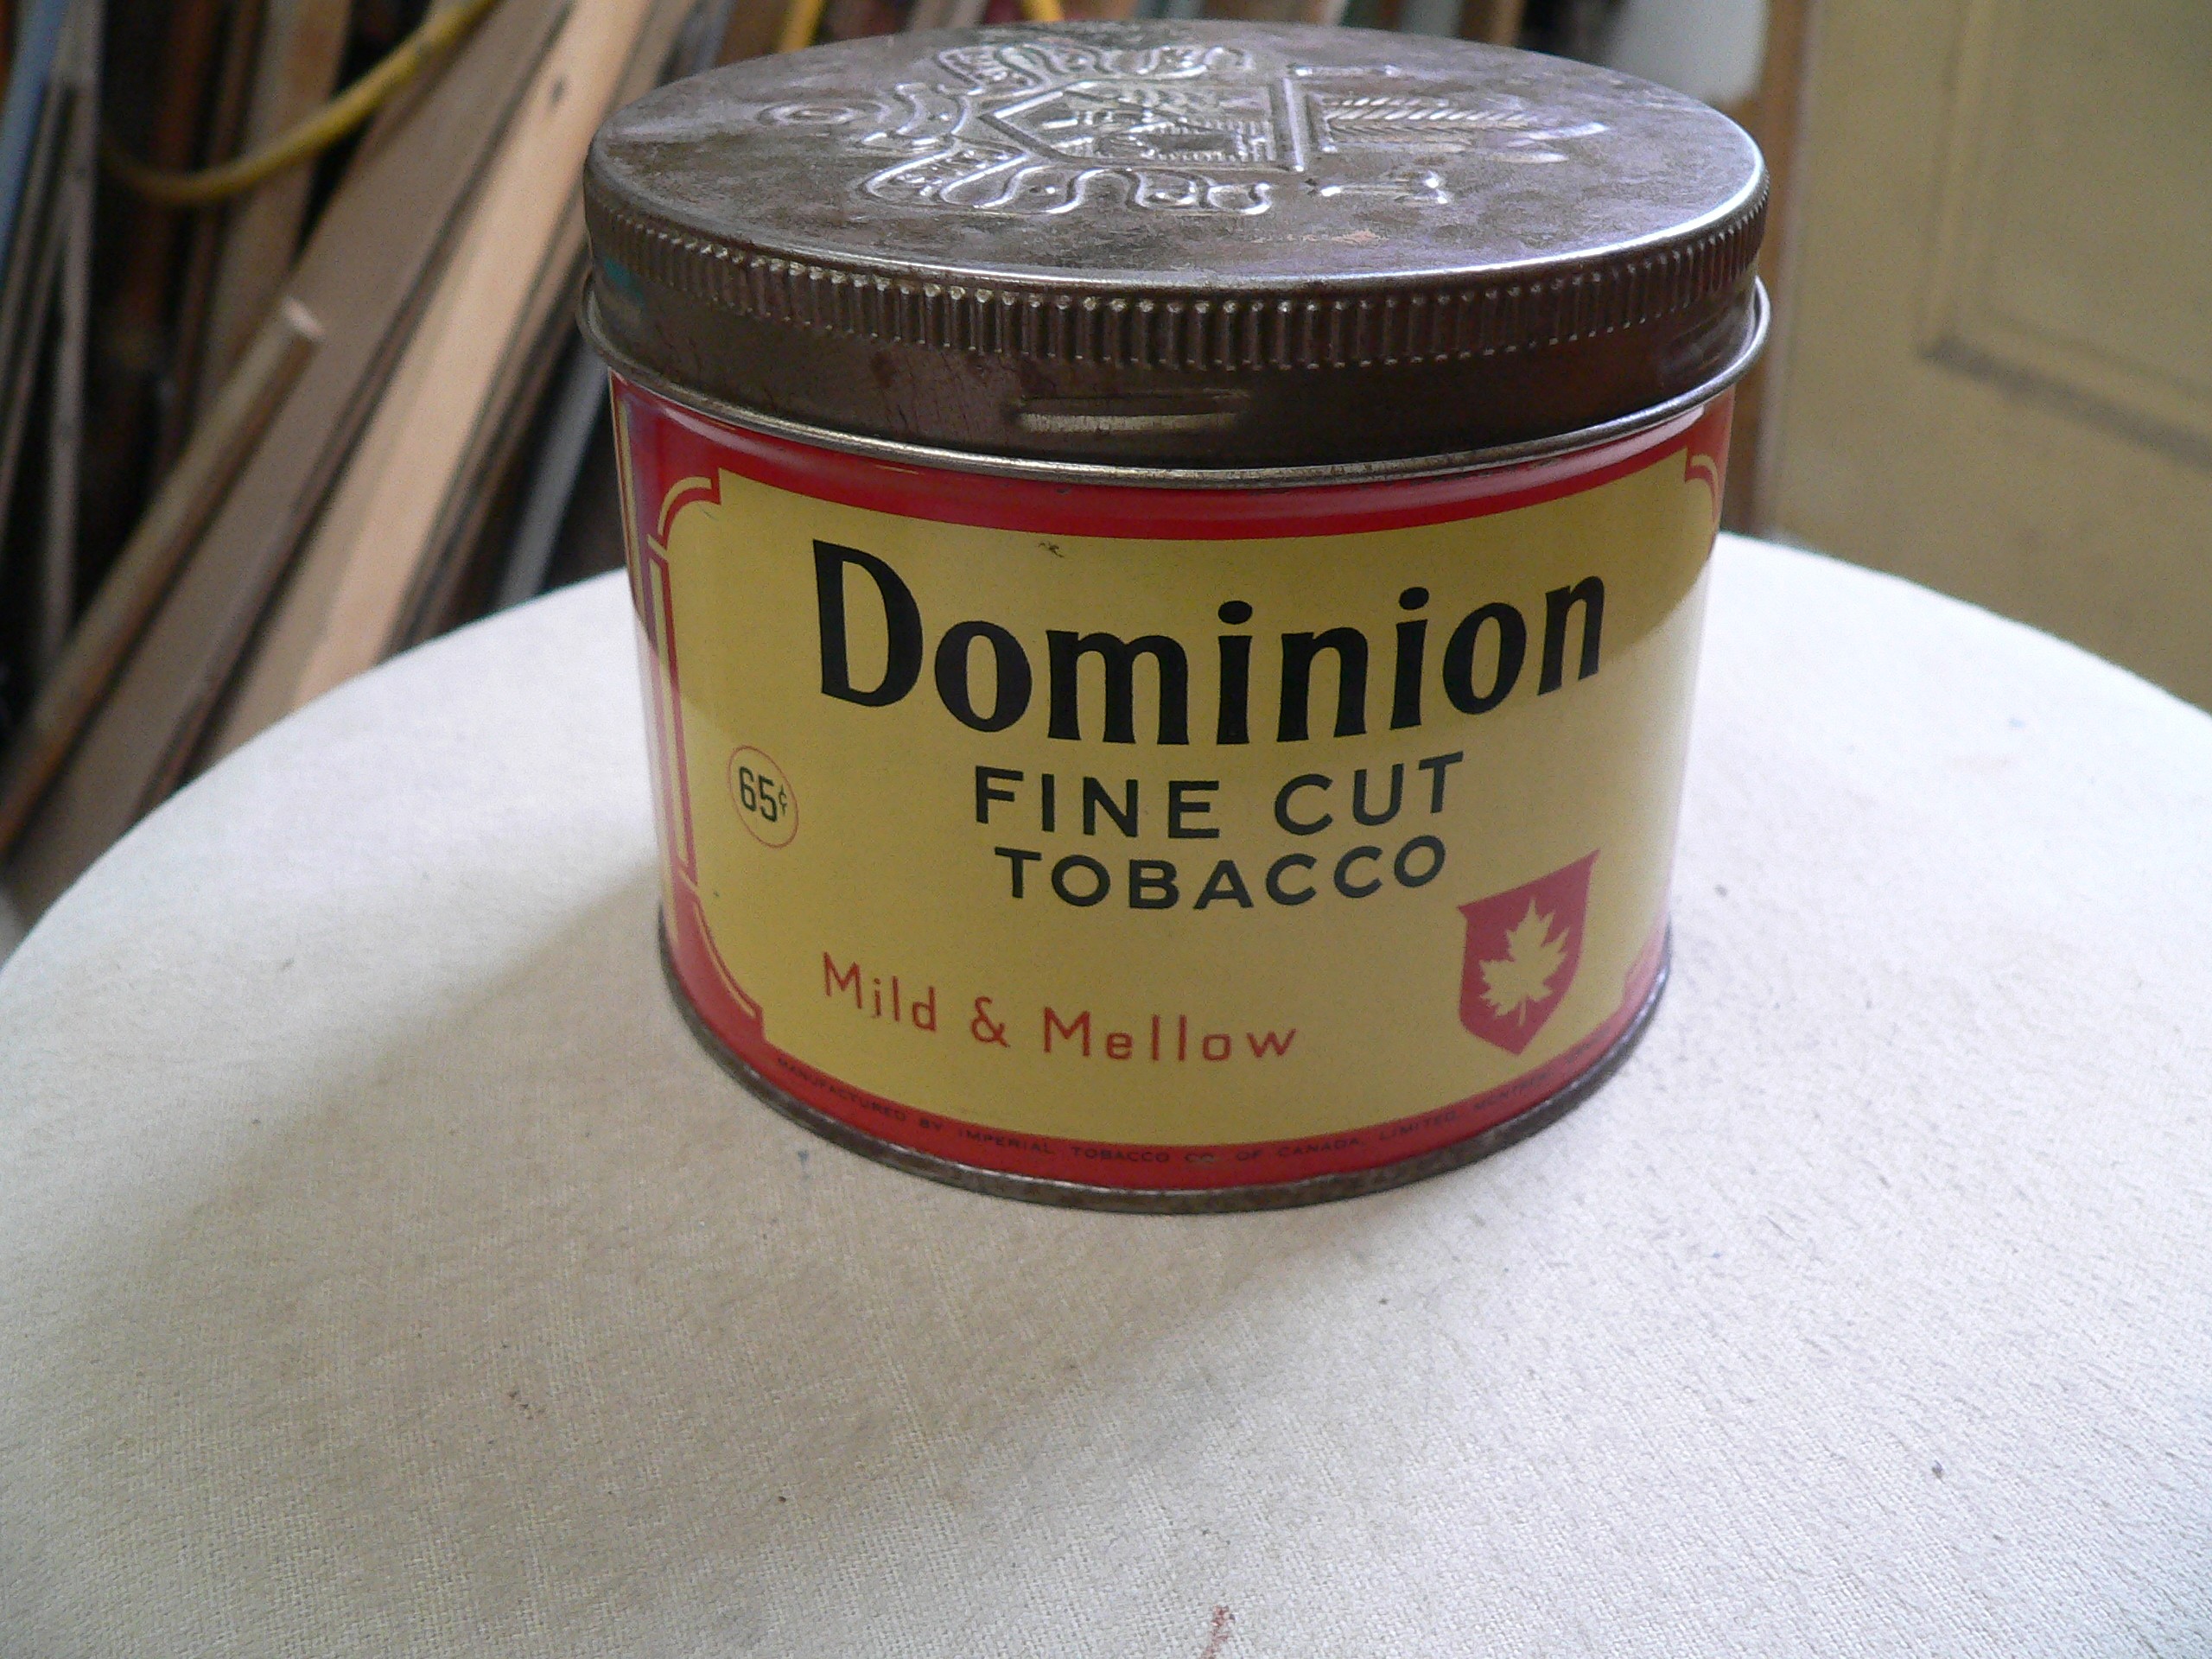 Dominion
FINE CUT
TOBACCO
65¢
Mild & Mellow
MANUFACTURED BY IMPERIAL TOBACCO CO. OF CANADA, LIMITED,